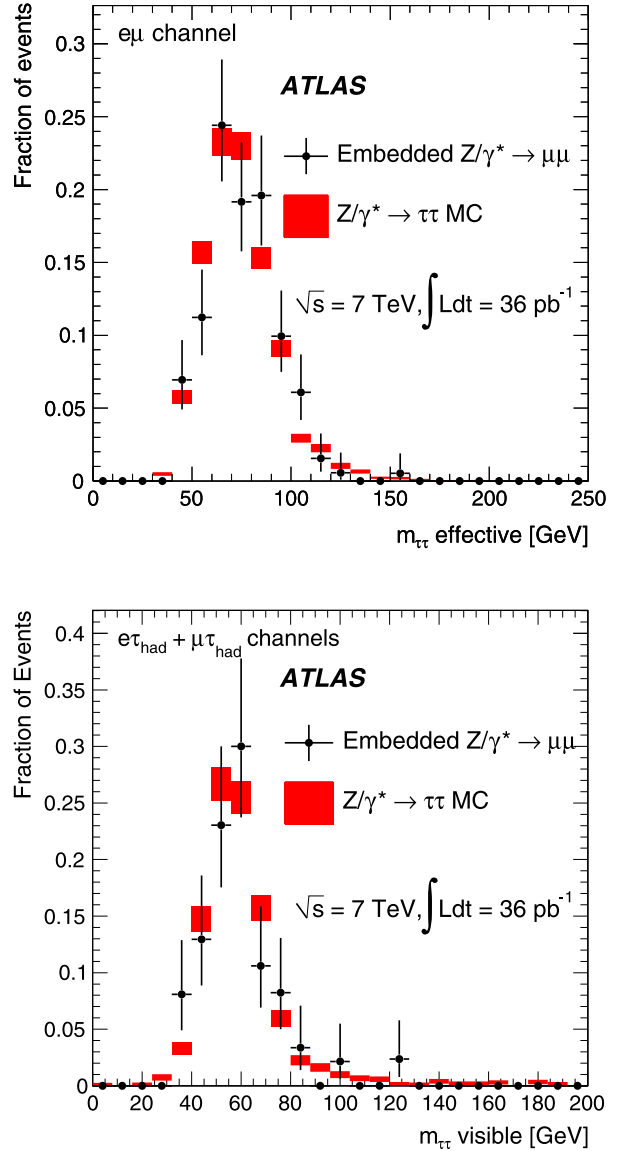 eμ channel
Fraction of events
0.3
0.25
0.2
0.15
0.1
0.05
0
ATLAS
Embedded Z/γ* → μμ
Z/γ* → ττ MC
√s = 7 TeV, ∫ Ldt = 36 pb⁻¹
0 50 100 150 200 250
m_ττ effective [GeV]
eτ_had + μτ_had channels
Fraction of Events
0.4
0.35
0.3
0.25
0.2
0.15
0.1
0.05
0
ATLAS
Embedded Z/γ* → μμ
Z/γ* → ττ MC
√s = 7 TeV, ∫ Ldt = 36 pb⁻¹
0 20 40 60 80 100 120 140 160 180 200
m_ττ visible [GeV]